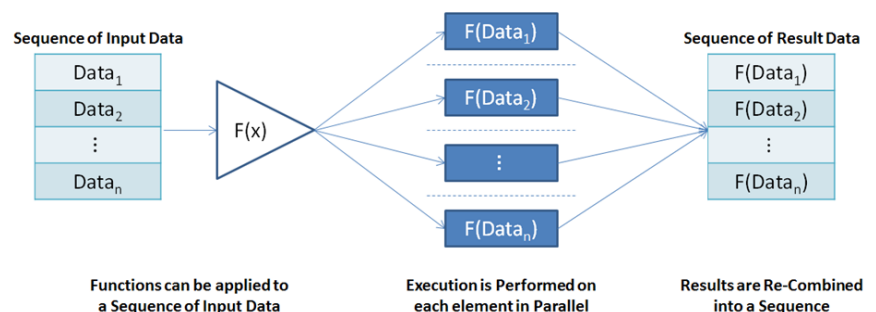 Sequence of Input Data
Data₁
Data₂
⋮
Dataₙ
F(x)
F(Data₁)
F(Data₂)
⋮
F(Dataₙ)
Sequence of Result Data
F(Data₁)
F(Data₂)
⋮
F(Dataₙ)
Functions can be applied to
a Sequence of Input Data
Execution is Performed on
each element in Parallel
Results are Re-Combined
into a Sequence